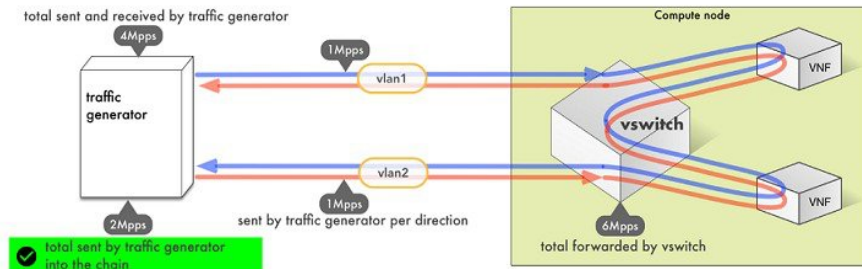 total sent and received by traffic generator
Compute node
4Mpps
1Mpps
vlan1
VNF
traffic
generator
vswitch
vlan2
1Mpps
VNF
2Mpps
sent by traffic generator per direction
6Mpps
total sent by traffic generator
into the chain
total forwarded by vswitch